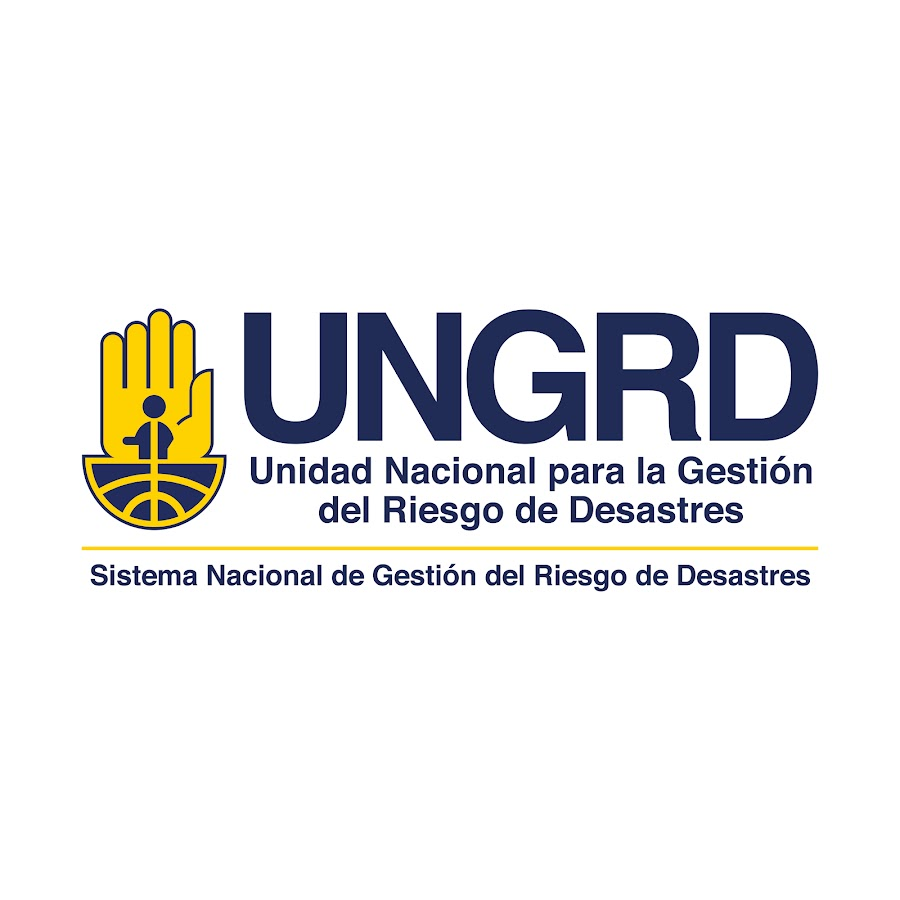 UNGRD
Unidad Nacional para la Gestión
del Riesgo de Desastres
Sistema Nacional de Gestión del Riesgo de Desastres